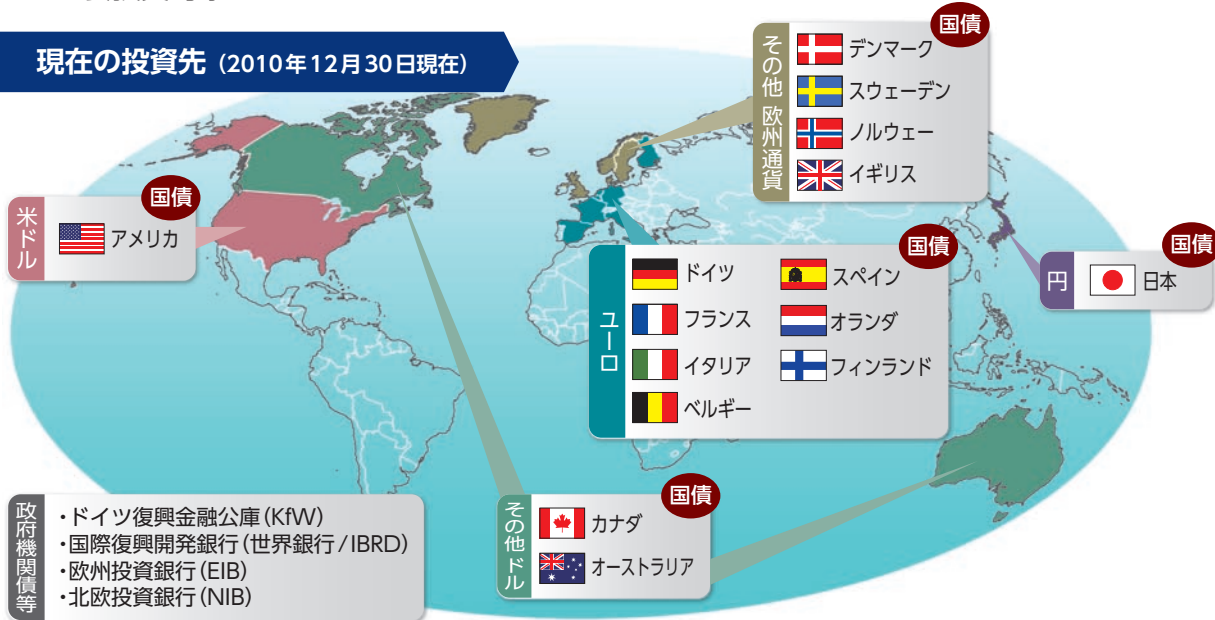 現在の投資先 (2010年12月30日現在)
国債
その他 欧州通貨
デンマーク
スウェーデン
ノルウェー
イギリス
国債
米ドル
アメリカ
国債
ユーロ
ドイツ
スペイン
フランス
オランダ
イタリア
フィンランド
ベルギー
国債
円
日本
政府機関債等
・ドイツ復興金融公庫(KfW)
・国際復興開発銀行(世界銀行/IBRD)
・欧州投資銀行(EIB)
・北欧投資銀行(NIB)
国債
その他ドル
カナダ
オーストラリア